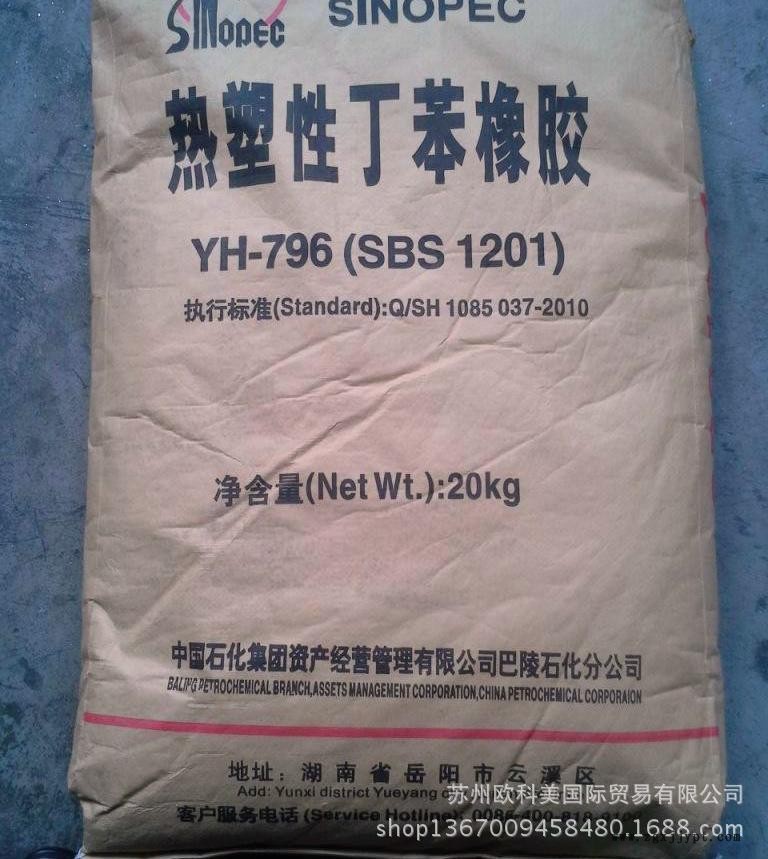 SINOPEC SINOPEC
热塑性丁苯橡胶
YH-796 (SBS 1201)
执行标准(Standard):Q/SH 1085 037-2010
净含量(Net Wt.):20kg
中国石化集团资产经营管理有限公司巴陵石化分公司
BALING PETROCHEMICAL BRANCH,ASSETS MANAGEMENT CORPORATION,CHINA PETROCHEMICAL CORPORAION
地址：湖南省岳阳市云溪区
Add: Yunxi district Yueyang
苏州欧科美国际贸易有限公司
客户服务电话 (Service Hotline):
shop1367009458480.1688.com